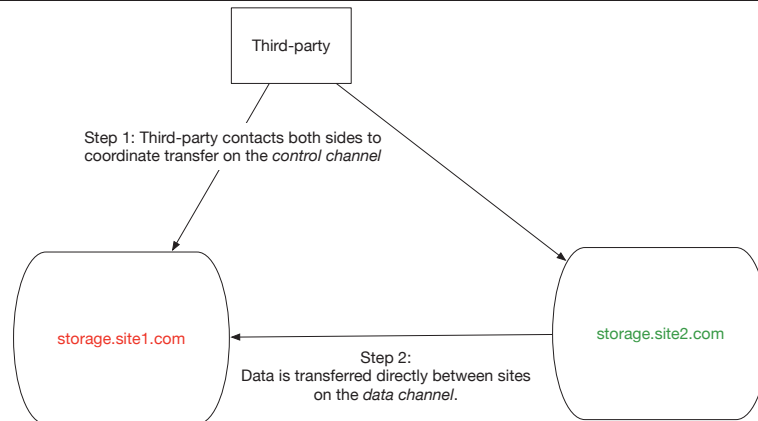 Third-party
Step 1: Third-party contacts both sides to
coordinate transfer on the control channel
storage.site1.com
storage.site2.com
Step 2:
Data is transferred directly between sites
on the data channel.